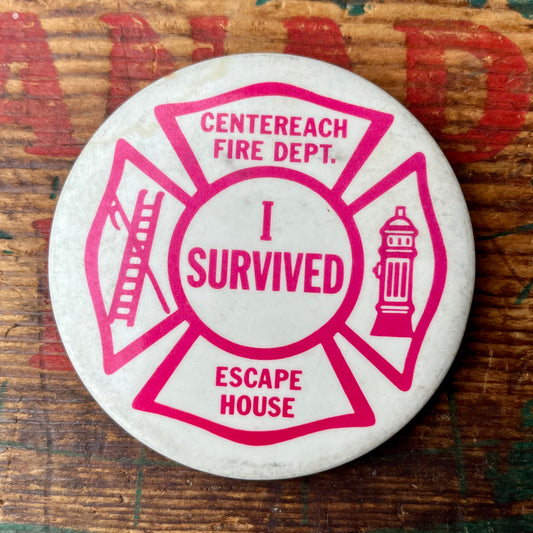 CENTEREACH
FIRE DEPT.
I
SURVIVED
ESCAPE
HOUSE